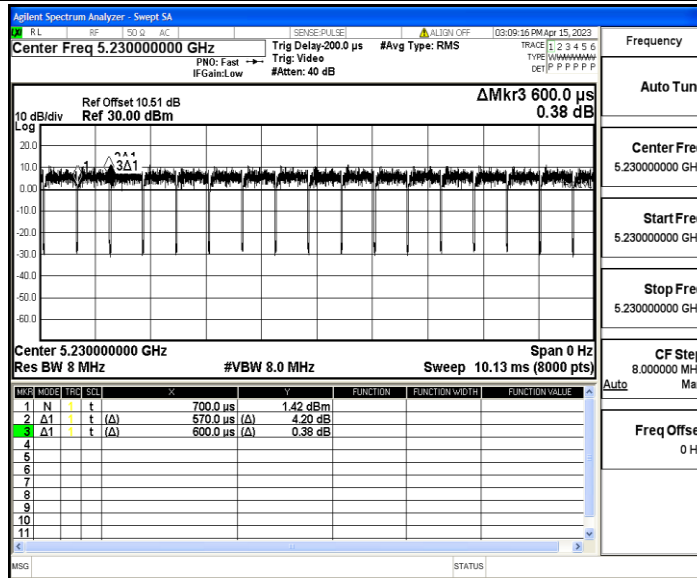 Agilent Spectrum Analyzer - Swept SA
RL RF 50 Ω AC SENSE:PULSE ALIGN OFF 03:09:16 PM Apr 15, 2023
Center Freq 5.230000000 GHz Trig Delay-200.0 µs #Avg Type: RMS TRACE 1 2 3 4 5 6
PNO: Fast Trig: Video TYPE WWWWWW
IFGain:Low #Atten: 40 dB DET P P P P P P
ΔMkr3 600.0 µs
0.38 dB
Ref Offset 10.51 dB
10 dB/div Ref 30.00 dBm
Log
20.0
10.0
0.00
-10.0
-20.0
-30.0
-40.0
-50.0
-60.0
1
3Δ1
Center 5.230000000 GHz Span 0 Hz
Res BW 8 MHz #VBW 8.0 MHz Sweep 10.13 ms (8000 pts)
MKR MODE TRC SCL X Y FUNCTION FUNCTION WIDTH FUNCTION VALUE
1 N 1 t 700.0 µs 1.42 dBm
2 Δ1 1 t (Δ) 570.0 µs (Δ) 4.20 dB
3 Δ1 1 t (Δ) 600.0 µs (Δ) 0.38 dB
4
5
6
7
8
9
10
11
MSG STATUS
Frequency
Auto Tun
Center Fre
5.230000000 GH
Start Fre
5.230000000 GH
Stop Fre
5.230000000 GH
CF Step
8.000000 MH
Auto Ma
Freq Offse
0 H